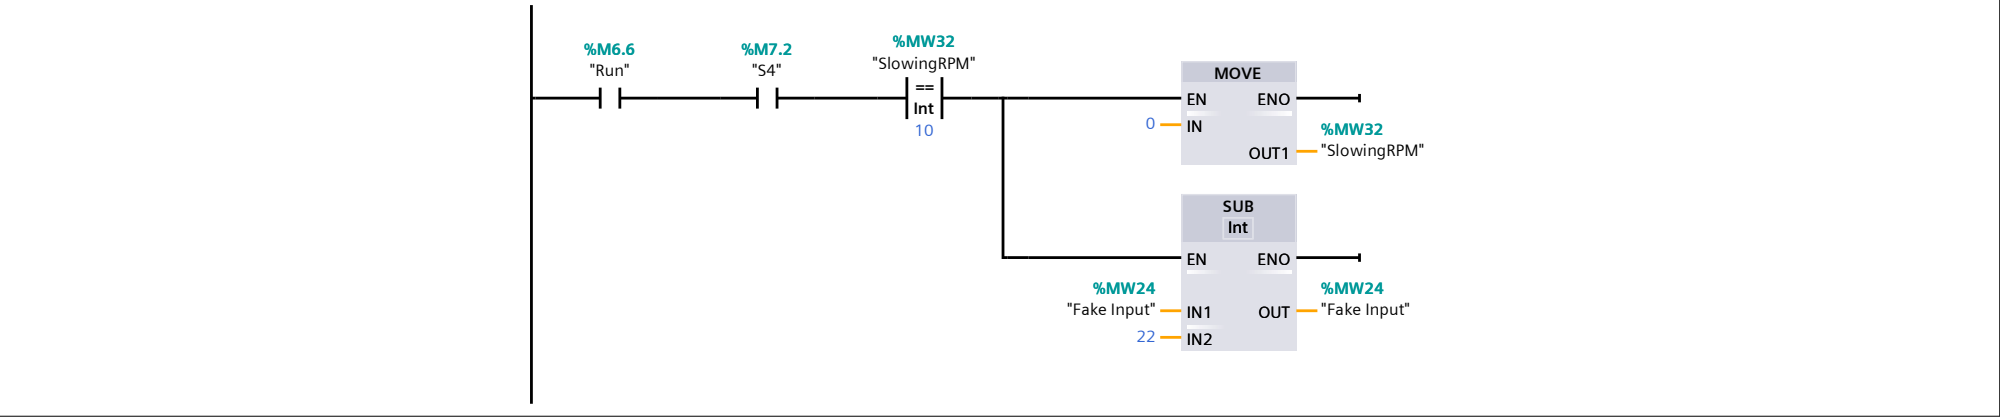 %M6.6
"Run"
%M7.2
"S4"
%MW32
"SlowingRPM"
==
Int
10
MOVE
EN ENO
0 IN
OUT1
%MW32
"SlowingRPM"
SUB
Int
EN ENO
%MW24
"Fake Input" IN1
22 IN2
OUT
%MW24
"Fake Input"